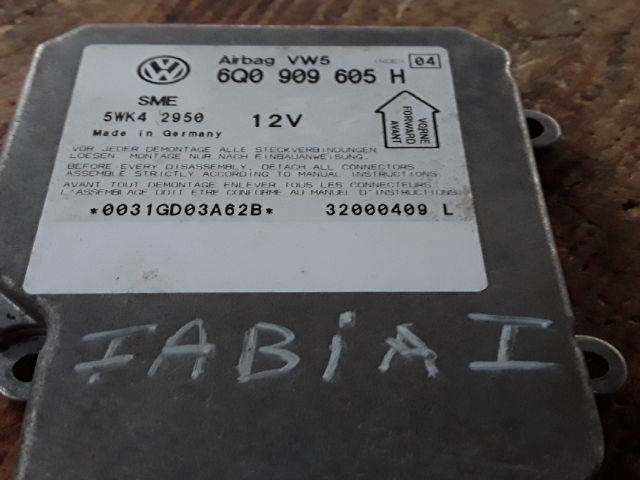 Airbag VW5 INDEX 04
6Q0 909 605 H
SME
5WK4 2950 12V
Made in Germany
VORNE
FORWARD
AVANT
VOR JEDER DEMONTAGE ALLE STECKVERBINDUNGEN
LOESEN. MONTAGE NUR NACH EINBAUANWEISUNG.
BEFORE EVERY DISASSEMBLY, DETACH ALL CONNECTORS
ASSEMBLE STRICTLY ACCORDING TO MANUAL INSTRUCTIONS
AVANT TOUT DEMONTAGE ENLEVER TOUS LES CONNECTEURS.
L'ASSEMBLAGE DOIT ETRE CONFORME AU MANUEL D'INSTRUCTIONS
*0031GD03A62B* 32000409 L
IABiA I